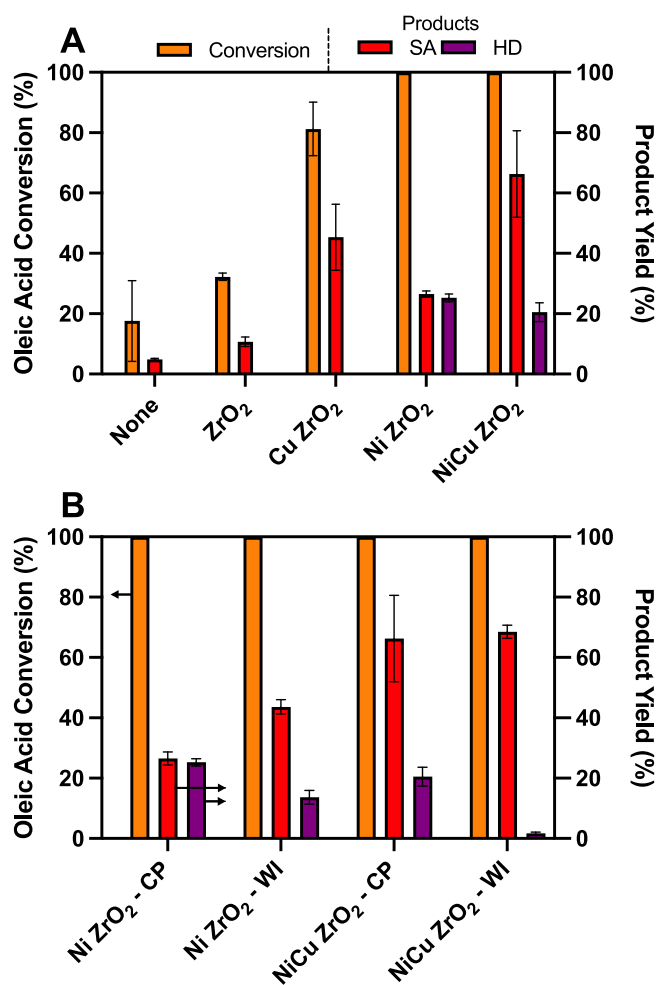 A
Products
Conversion
SA
HD
Oleic Acid Conversion (%)
100
80
60
40
20
0
100
80
60
40
20
0
Product Yield (%)
None
ZrO₂
Cu ZrO₂
Ni ZrO₂
NiCu ZrO₂
B
Oleic Acid Conversion (%)
100
80
60
40
20
0
100
80
60
40
20
0
Product Yield (%)
Ni ZrO₂ - CP
Ni ZrO₂ - WI
NiCu ZrO₂ - CP
NiCu ZrO₂ - WI